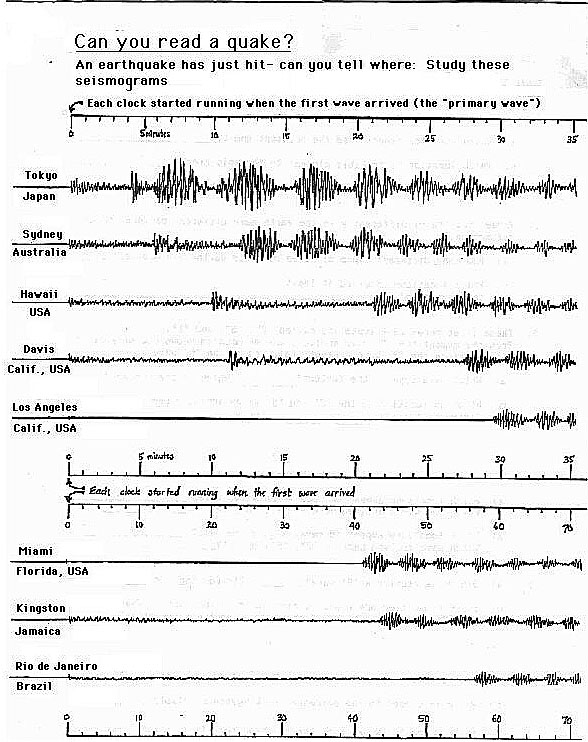 Can you read a quake?
An earthquake has just hit- can you tell where: Study these
seismograms
Each clock started running when the first wave arrived (the "primary wave")
0 5 minutes 10 15 20 25 30 35
Tokyo
Japan
Sydney
Australia
Hawaii
USA
Davis
Calif., USA
Los Angeles
Calif., USA
0 5 minutes 10 15 20 25 30 35
Each clock started running when the first wave arrived
0 10 20 30 40 50 60 70
Miami
Florida, USA
Kingston
Jamaica
Rio de Janeiro
Brazil
0 10 20 30 40 50 60 70